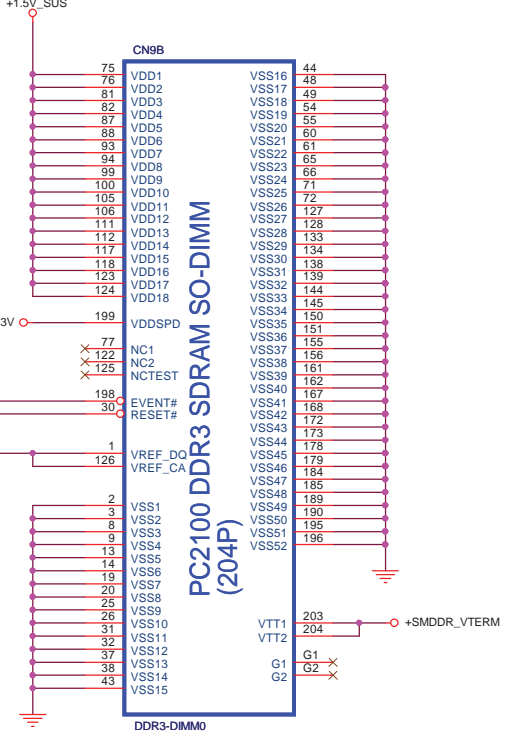 +1.5V_SUS
CN9B
75 VDD1
76 VDD2
81 VDD3
82 VDD4
87 VDD5
88 VDD6
93 VDD7
94 VDD8
99 VDD9
100 VDD10
105 VDD11
106 VDD12
111 VDD13
112 VDD14
117 VDD15
118 VDD16
123 VDD17
124 VDD18
3V
199 VDDSPD
77 NC1
122 NC2
125 NCTEST
198 EVENT#
30 RESET#
1 VREF_DQ
126 VREF_CA
2 VSS1
3 VSS2
8 VSS3
9 VSS4
13 VSS5
14 VSS6
19 VSS7
20 VSS8
25 VSS9
26 VSS10
31 VSS11
32 VSS12
37 VSS13
38 VSS14
43 VSS15
PC2100 DDR3 SDRAM SO-DIMM
(204P)
VSS16 44
VSS17 48
VSS18 49
VSS19 54
VSS20 55
VSS21 60
VSS22 61
VSS23 65
VSS24 66
VSS25 71
VSS26 72
VSS27 127
VSS28 128
VSS29 133
VSS30 134
VSS31 138
VSS32 139
VSS33 144
VSS34 145
VSS35 150
VSS36 151
VSS37 155
VSS38 156
VSS39 161
VSS40 162
VSS41 167
VSS42 168
VSS43 172
VSS44 173
VSS45 178
VSS46 179
VSS47 184
VSS48 185
VSS49 189
VSS50 190
VSS51 195
VSS52 196
VTT1 203
VTT2 204
+SMDDR_VTERM
G1 G1
G2 G2
DDR3-DIMM0